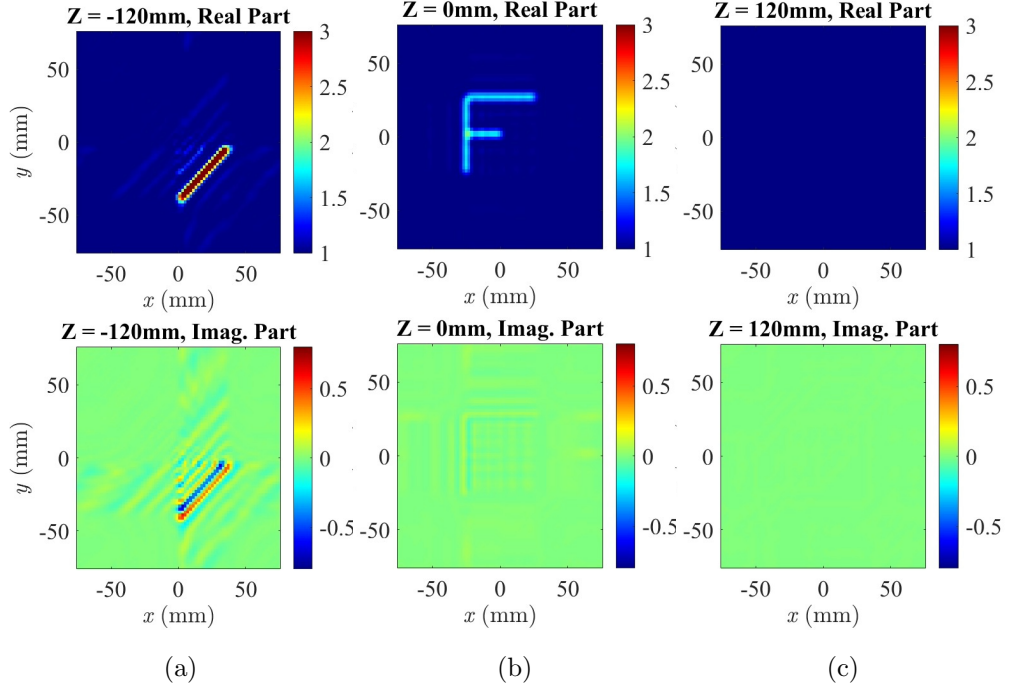 Z = -120mm, Real Part
50
0
-50
y (mm)
-50 0 50
x (mm)
3
2.5
2
1.5
1
Z = 0mm, Real Part
50
0
-50
-50 0 50
x (mm)
3
2.5
2
1.5
1
Z = 120mm, Real Part
50
0
-50
-50 0 50
x (mm)
3
2.5
2
1.5
1
Z = -120mm, Imag. Part
50
0
-50
y (mm)
-50 0 50
x (mm)
0.5
0
-0.5
Z = 0mm, Imag. Part
50
0
-50
-50 0 50
x (mm)
0.5
0
-0.5
Z = 120mm, Imag. Part
50
0
-50
-50 0 50
x (mm)
0.5
0
-0.5
(a) (b) (c)